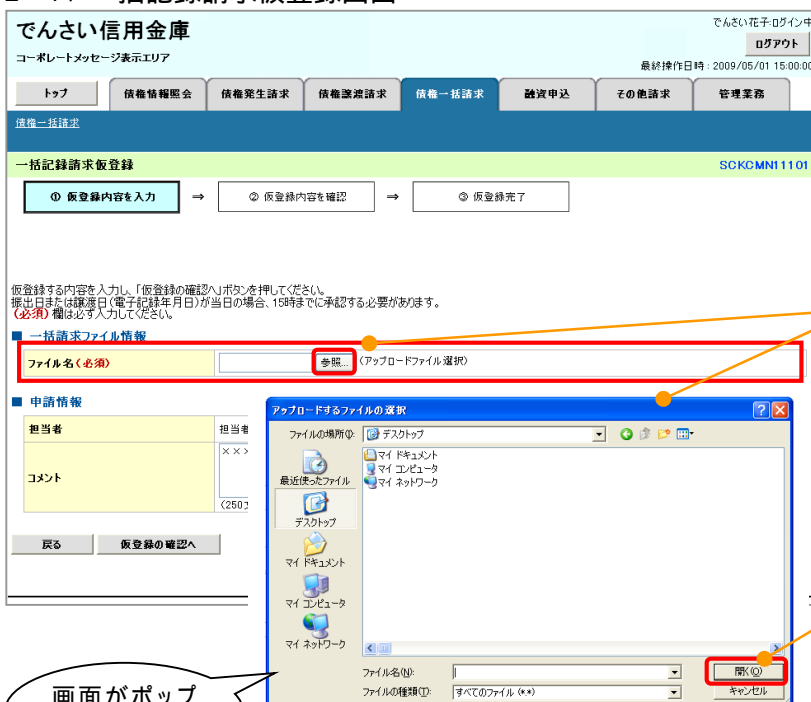 でんさい信用金庫
でんさい花子:ログイン中
ログアウト
コーポレートメッセージ表示エリア
最終操作日時：2009/05/01 15:00:00
トップ 債権情報照会 債権発生請求 債権譲渡請求 債権一括請求 融資申込 その他請求 管理業務
債権一括請求
一括記録請求仮登録 SCKCMN11101
① 仮登録内容を入力 ⇒ ② 仮登録内容を確認 ⇒ ③ 仮登録完了
仮登録する内容を入力し、「仮登録の確認へ」ボタンを押してください。
振出日または譲渡日（電子記録年月日）が当日の場合、15時までに承認する必要があります。
(必須) 欄は必ず入力してください。
■ 一括請求ファイル情報
ファイル名(必須) 参照... (アップロードファイル選択)
■ 申請情報
担当者 担当者
コメント ×××
(250文
戻る 仮登録の確認へ
アップロードするファイルの選択
ファイルの場所(I): デスクトップ
マイ ドキュメント
マイ コンピュータ
マイ ネットワーク
最近使ったファイル
デスクトップ
マイ ドキュメント
マイ コンピュータ
マイ ネットワーク
ファイル名(N): 開く(O)
ファイルの種類(T): すべてのファイル (*.*) キャンセル
画面がポップ